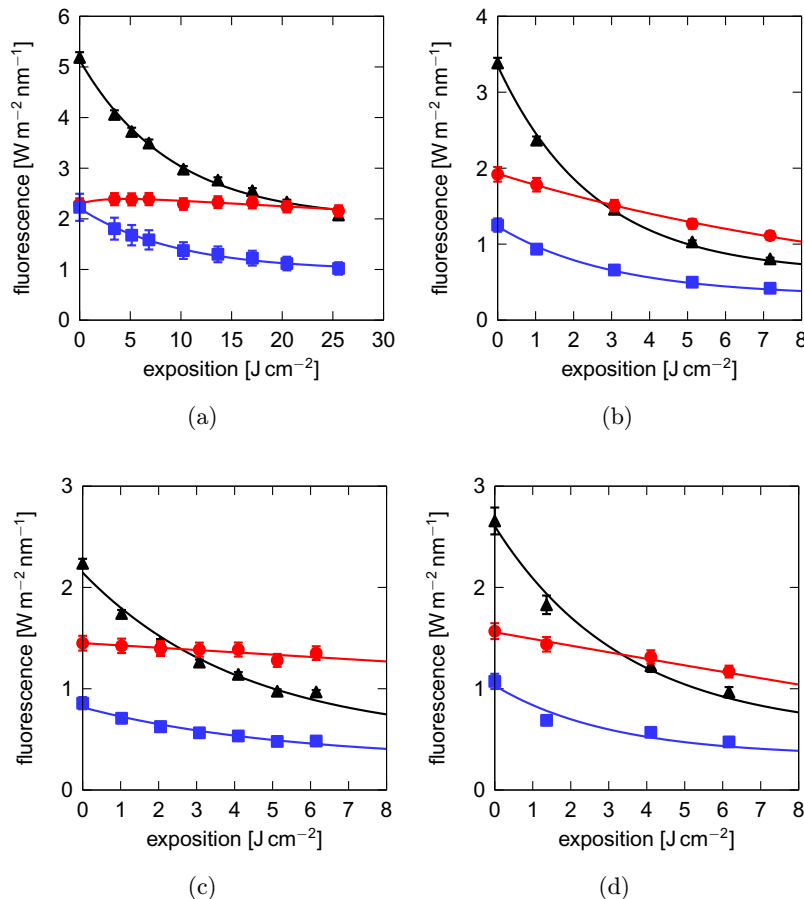 fluorescence [W m⁻² nm⁻¹]
6
5
4
3
2
1
0
0 5 10 15 20 25 30
exposition [J cm⁻²]
(a)
fluorescence [W m⁻² nm⁻¹]
4
3
2
1
0
0 1 2 3 4 5 6 7 8
exposition [J cm⁻²]
(b)
fluorescence [W m⁻² nm⁻¹]
3
2
1
0
0 1 2 3 4 5 6 7 8
exposition [J cm⁻²]
(c)
fluorescence [W m⁻² nm⁻¹]
3
2
1
0
0 1 2 3 4 5 6 7 8
exposition [J cm⁻²]
(d)